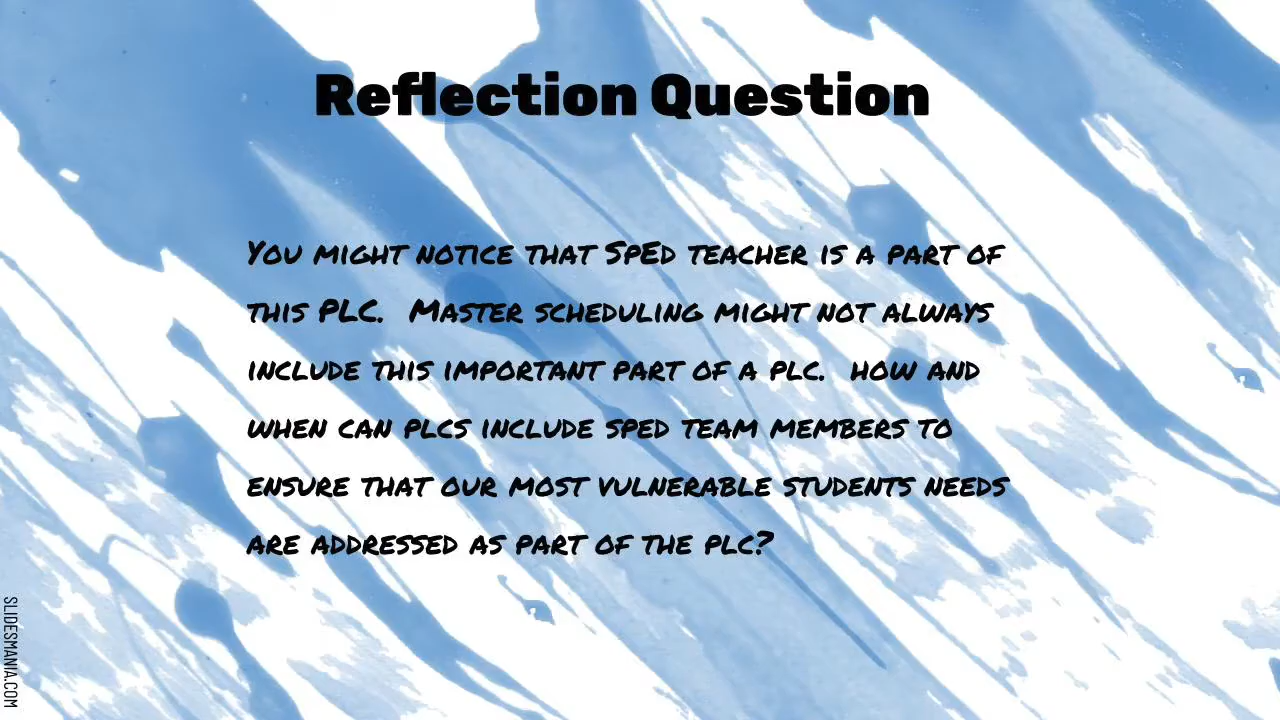 Reflection Question
You might notice that SpEd teacher is a part of
this PLC. Master scheduling might not always
include this important part of a plc. how and
when can plcs include sped team members to
ensure that our most vulnerable students needs
are addressed as part of the plc?
SLIDESMANIA.COM